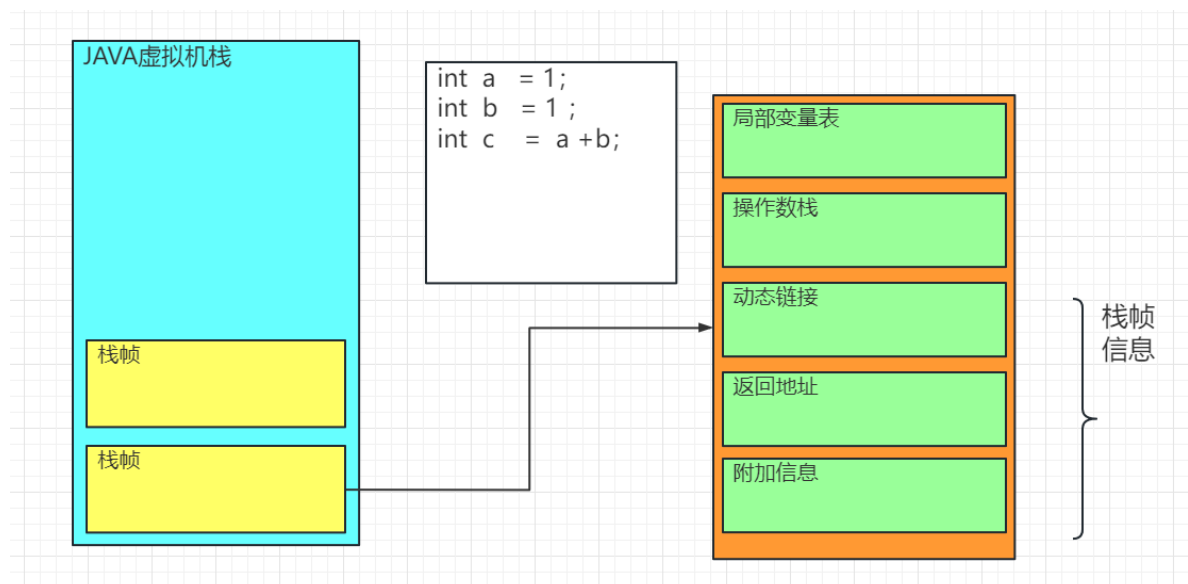 JAVA虚拟机栈
栈帧
栈帧
int a = 1;
int b = 1 ;
int c = a +b;
局部变量表
操作数栈
动态链接
返回地址
附加信息
栈帧
信息